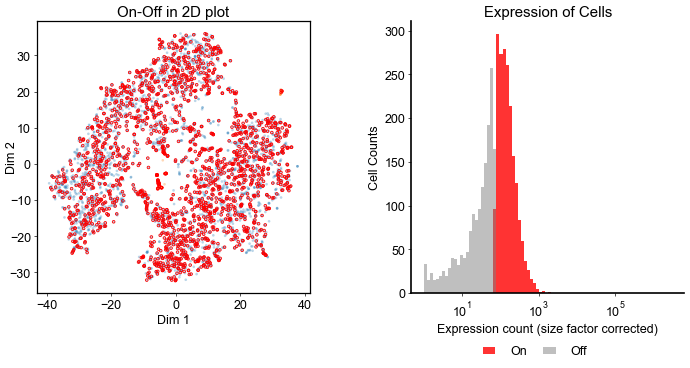 On-Off in 2D plot
30
20
10
0
−10
−20
−30
Dim 2
−40
−20
0
20
40
Dim 1
Expression of Cells
300
250
200
150
100
50
0
Cell Counts
10^1
10^3
10^5
Expression count (size factor corrected)
On
Off